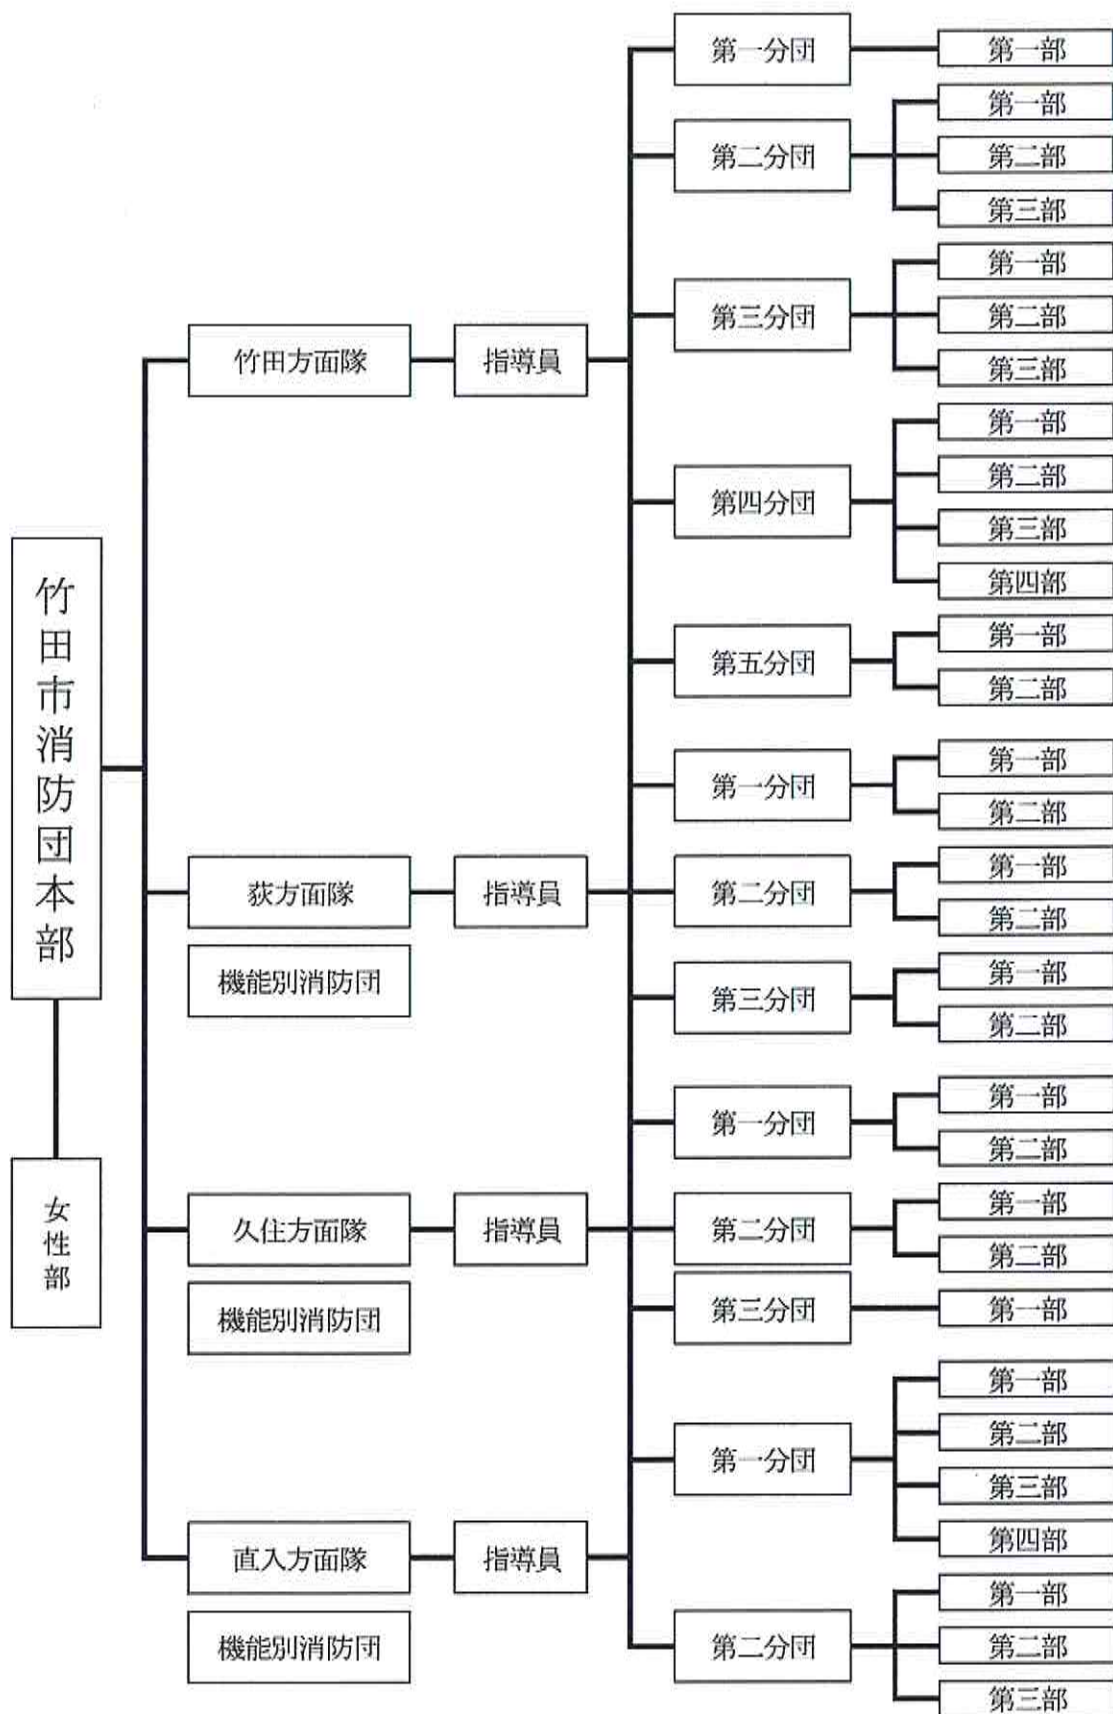 竹田市消防団本部
女性部
竹田方面隊
指導員
第一分団
第一部
第二分団
第一部
第二部
第三部
第三分団
第一部
第二部
第三部
第四分団
第一部
第二部
第三部
第四部
第五分団
第一部
第二部
荻方面隊
機能別消防団
指導員
第一分団
第一部
第二部
第二分団
第一部
第二部
第三分団
第一部
第二部
久住方面隊
機能別消防団
指導員
第一分団
第一部
第二部
第二分団
第一部
第二部
第三分団
第一部
直入方面隊
機能別消防団
指導員
第一分団
第一部
第二部
第三部
第四部
第二分団
第一部
第二部
第三部